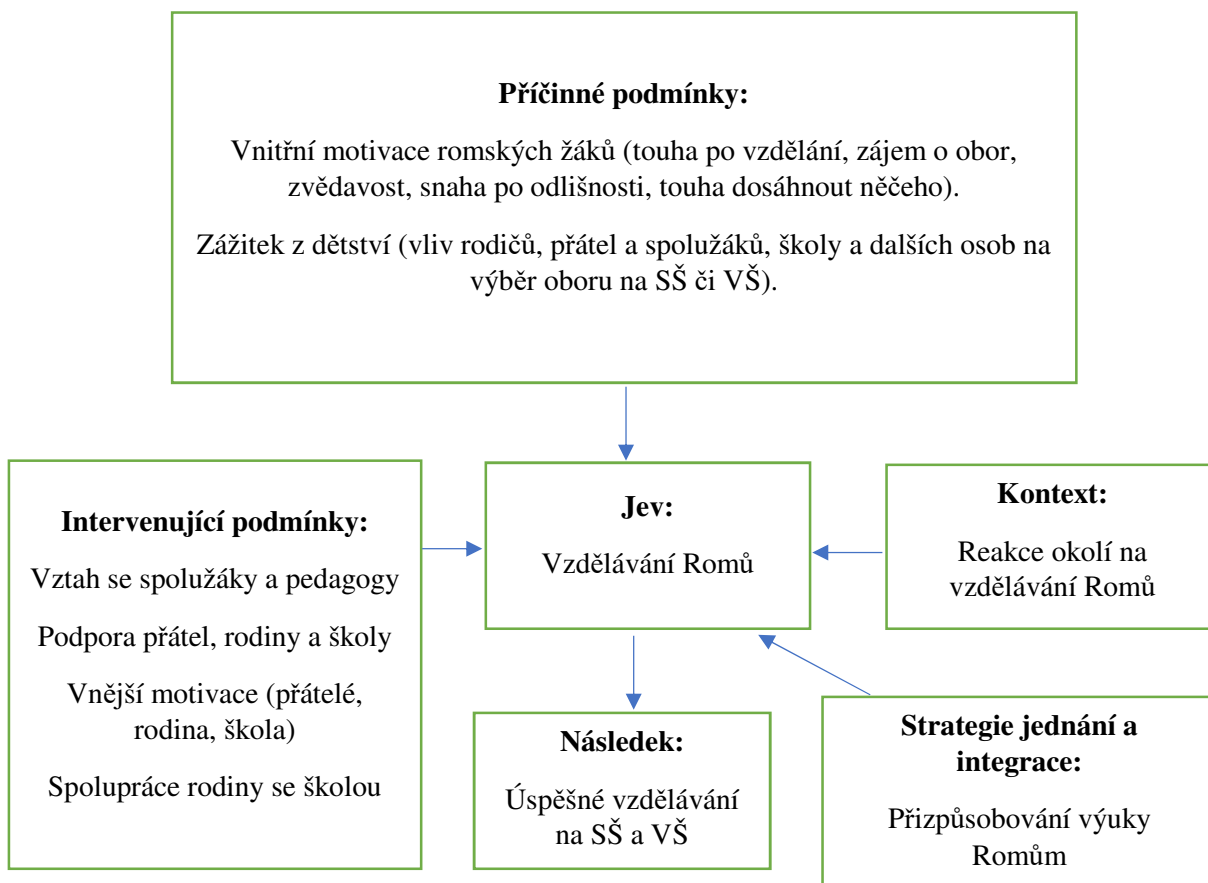 Příčinné podmínky:
Vnitřní motivace romských žáků (touha po vzdělání, zájem o obor,
zvědavost, snaha po odlišnosti, touha dosáhnout něčeho).
Zážitek z dětství (vliv rodičů, přátel a spolužáků, školy a dalších osob na
výběr oboru na SŠ či VŠ).
Intervenující podmínky:
Vztah se spolužáky a pedagogy
Podpora přátel, rodiny a školy
Vnější motivace (přátelé,
rodina, škola)
Spolupráce rodiny se školou
Jev:
Vzdělávání Romů
Kontext:
Reakce okolí na
vzdělávání Romů
Následek:
Úspěšné vzdělávání
na SŠ a VŠ
Strategie jednání a
integrace:
Přizpůsobování výuky
Romům